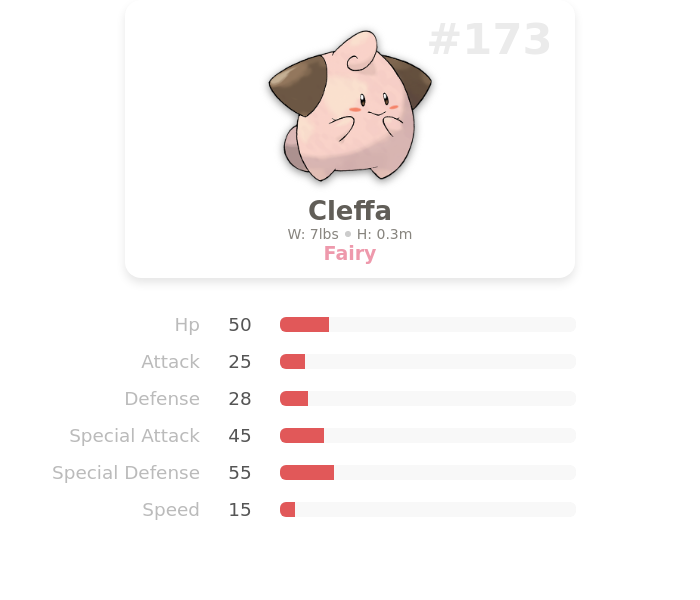 #173
Cleffa
W: 7lbs • H: 0.3m
Fairy
Hp 50
Attack 25
Defense 28
Special Attack 45
Special Defense 55
Speed 15